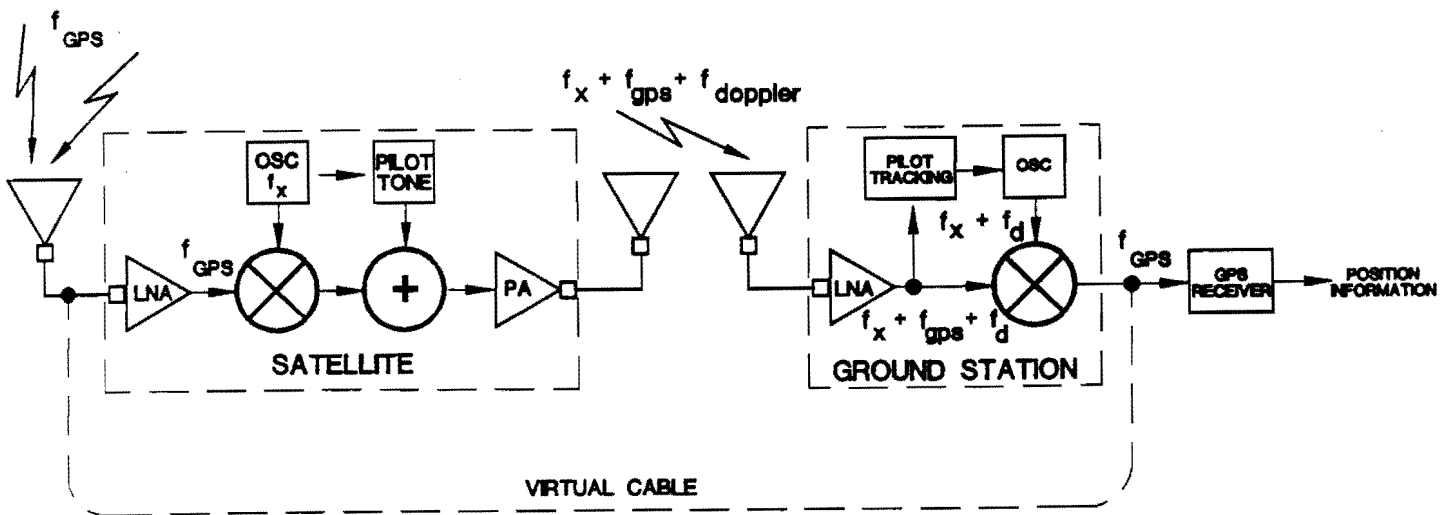 f GPS
f x + f gps + f doppler
OSC
f x
PILOT
TONE
PILOT
TRACKING
OSC
f x + f d
f GPS
f GPS
LNA
+
PA
LNA
GPS
RECEIVER
POSITION
INFORMATION
f x + f gps + f d
SATELLITE
GROUND STATION
VIRTUAL CABLE